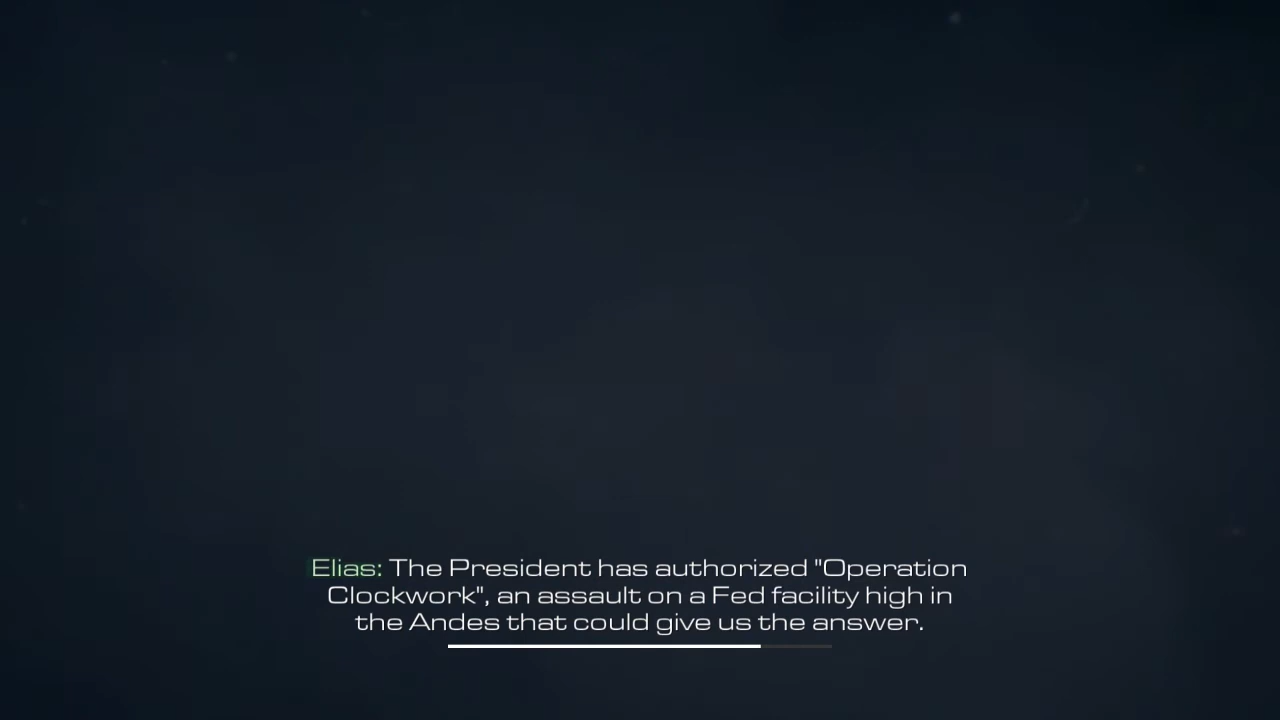 Elias: The President has authorized "Operation
Clockwork", an assault on a Fed facility high in
the Andes that could give us the answer.